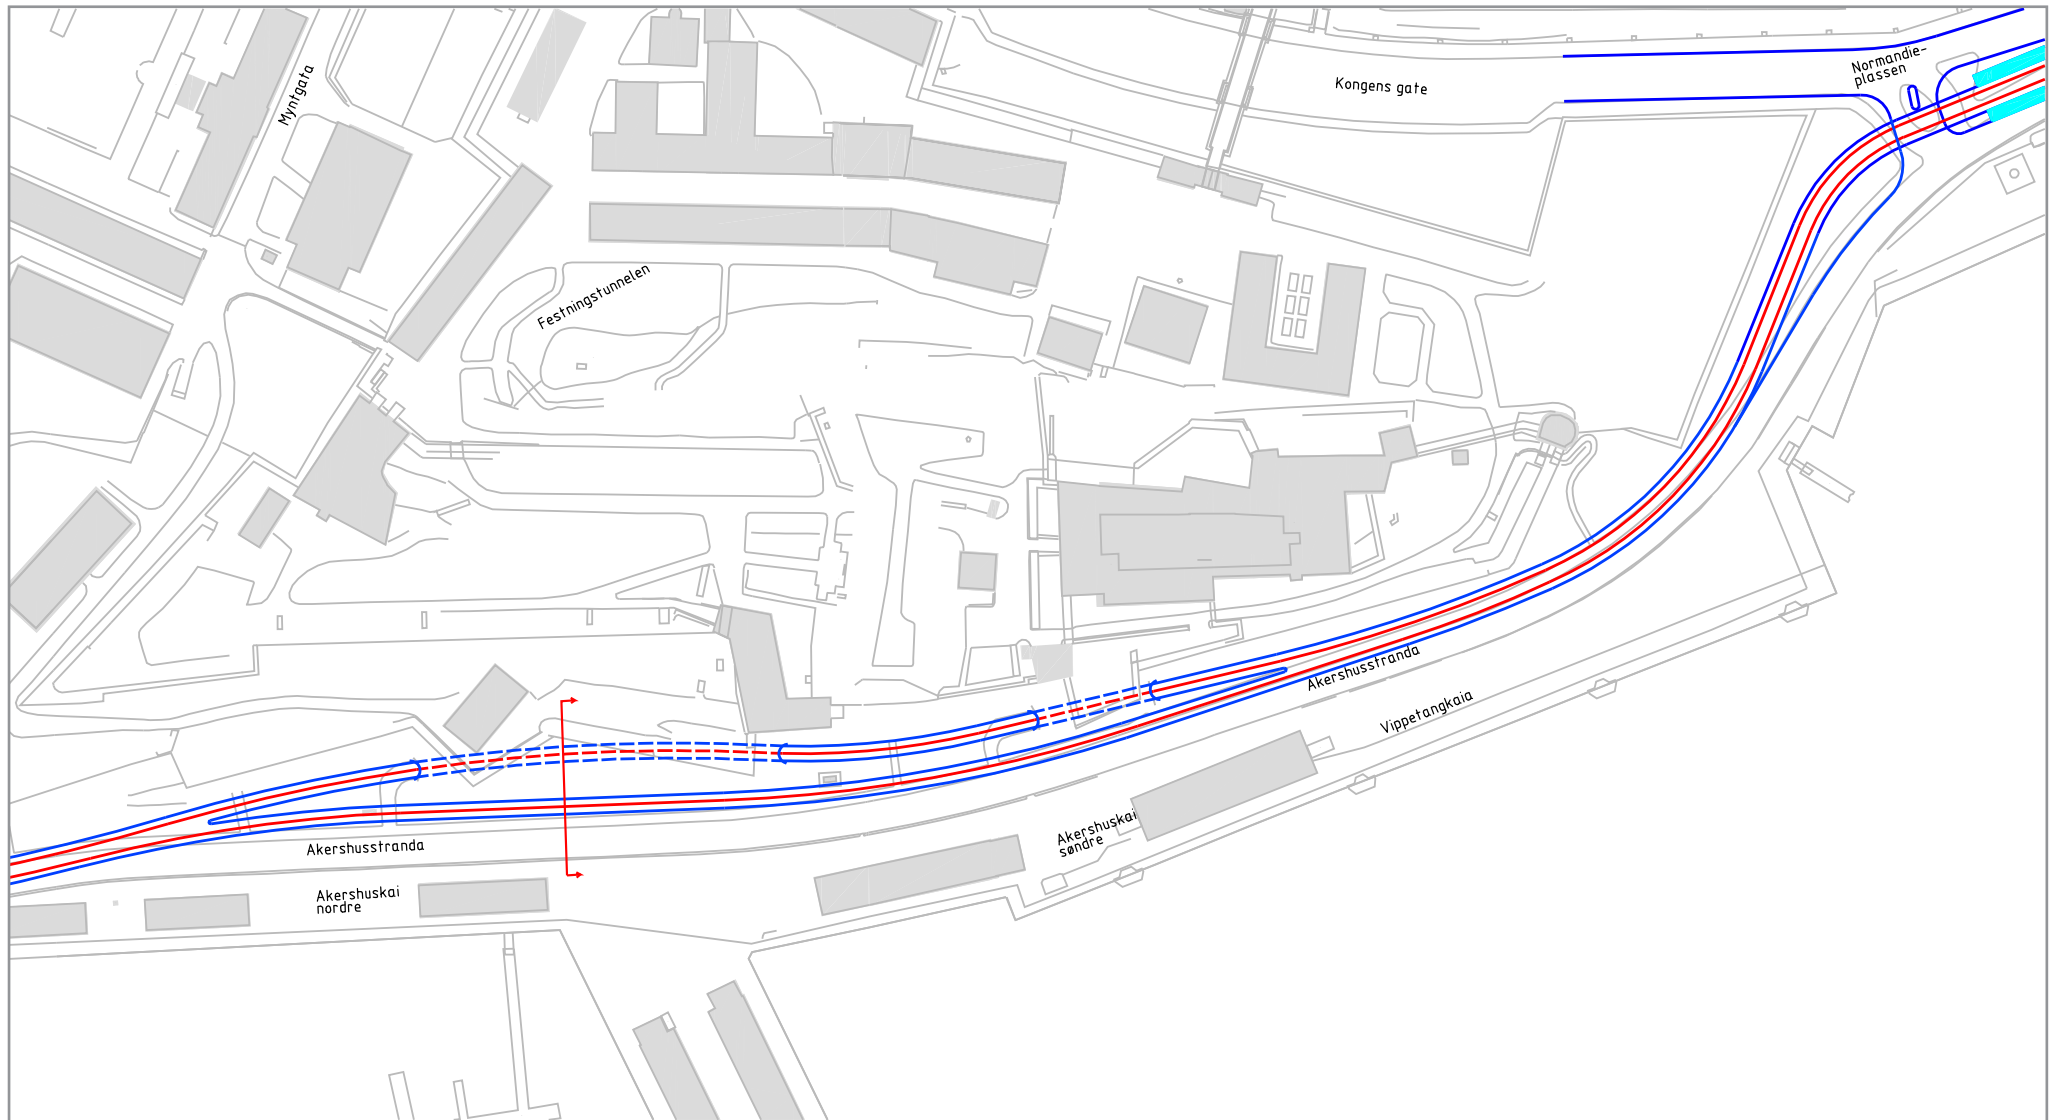 Myntgata
Kongens gate
Normandie-
plassen
Festningstunnelen
Akershusstranda
Vippetangkaia
Akershuskai
søndre
Akershusstranda
Akershuskai
nordre